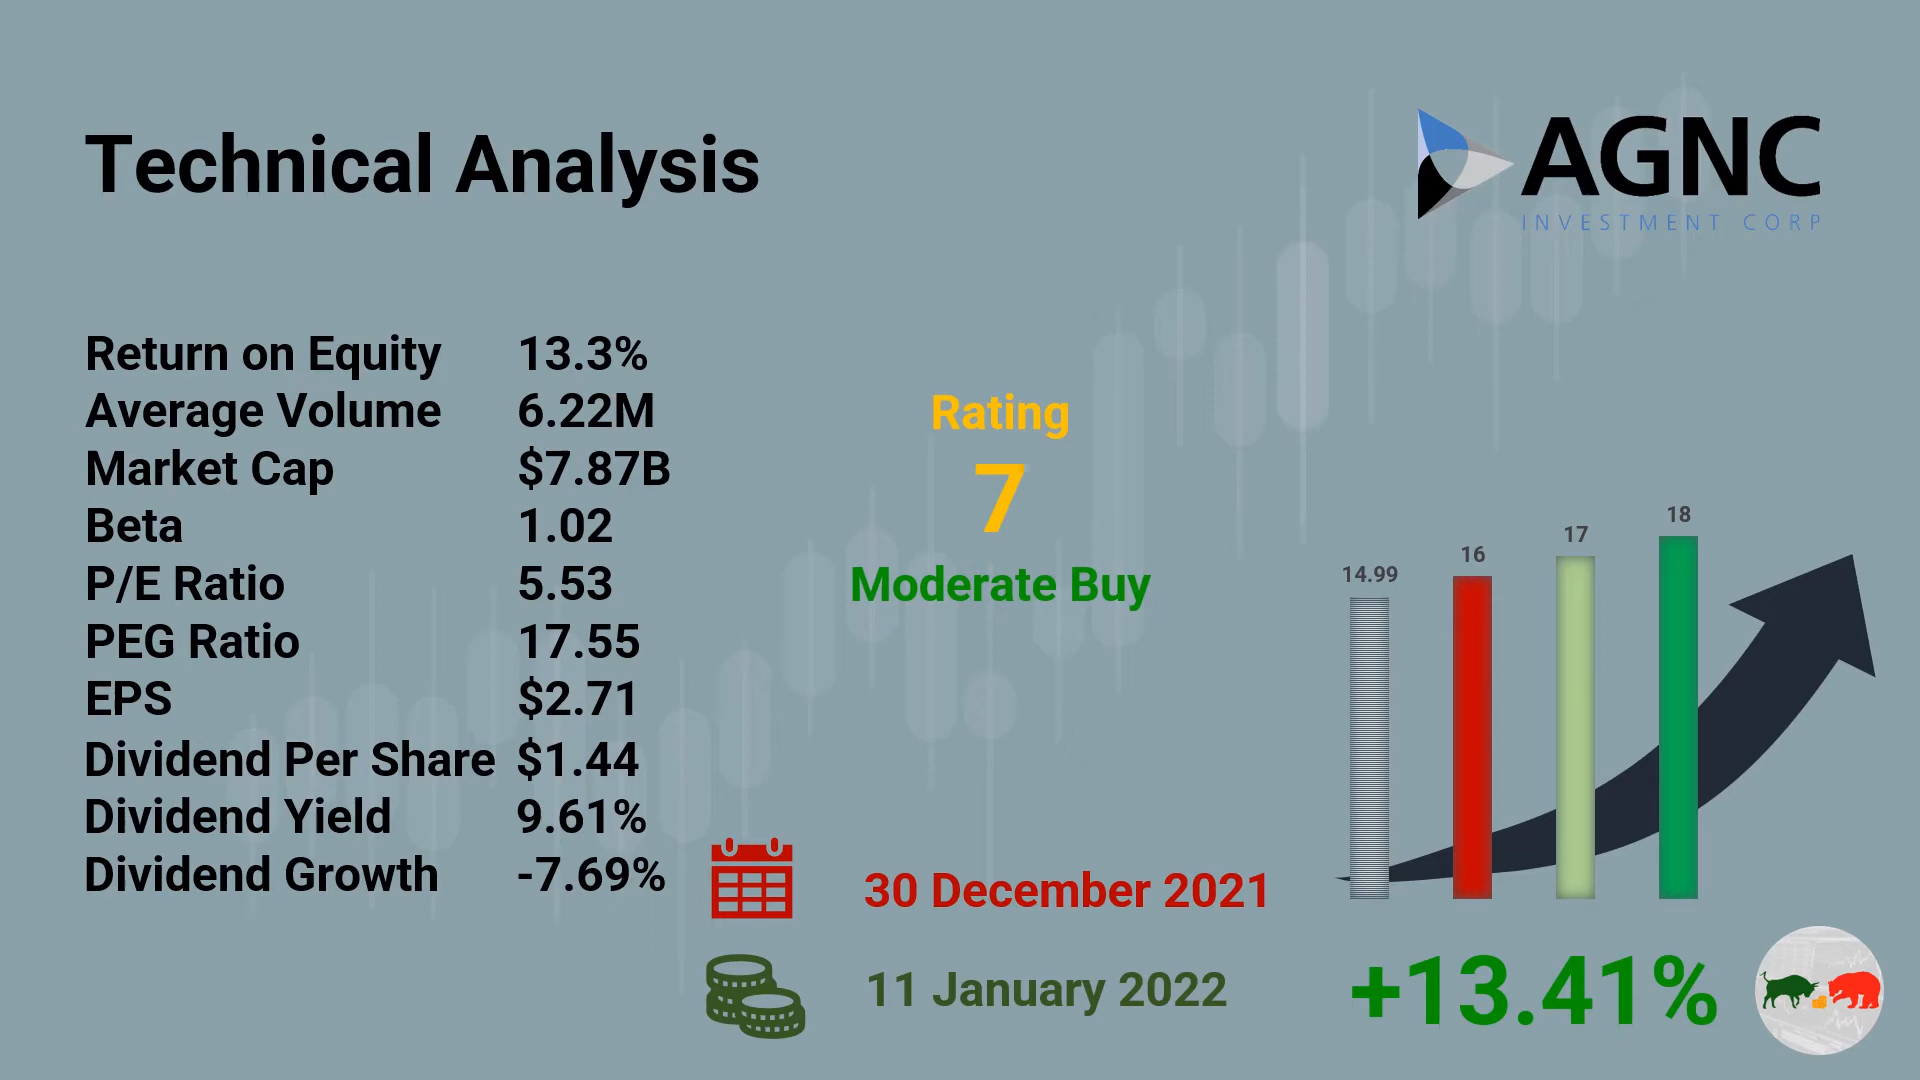 Technical Analysis
AGNC
INVESTMENT CORP
Return on Equity 13.3%
Average Volume 6.22M
Market Cap $7.87B
Beta 1.02
P/E Ratio 5.53
PEG Ratio 17.55
EPS $2.71
Dividend Per Share $1.44
Dividend Yield 9.61%
Dividend Growth -7.69%
Rating
7
Moderate Buy
30 December 2021
11 January 2022
14.99
16
17
18
+13.41%